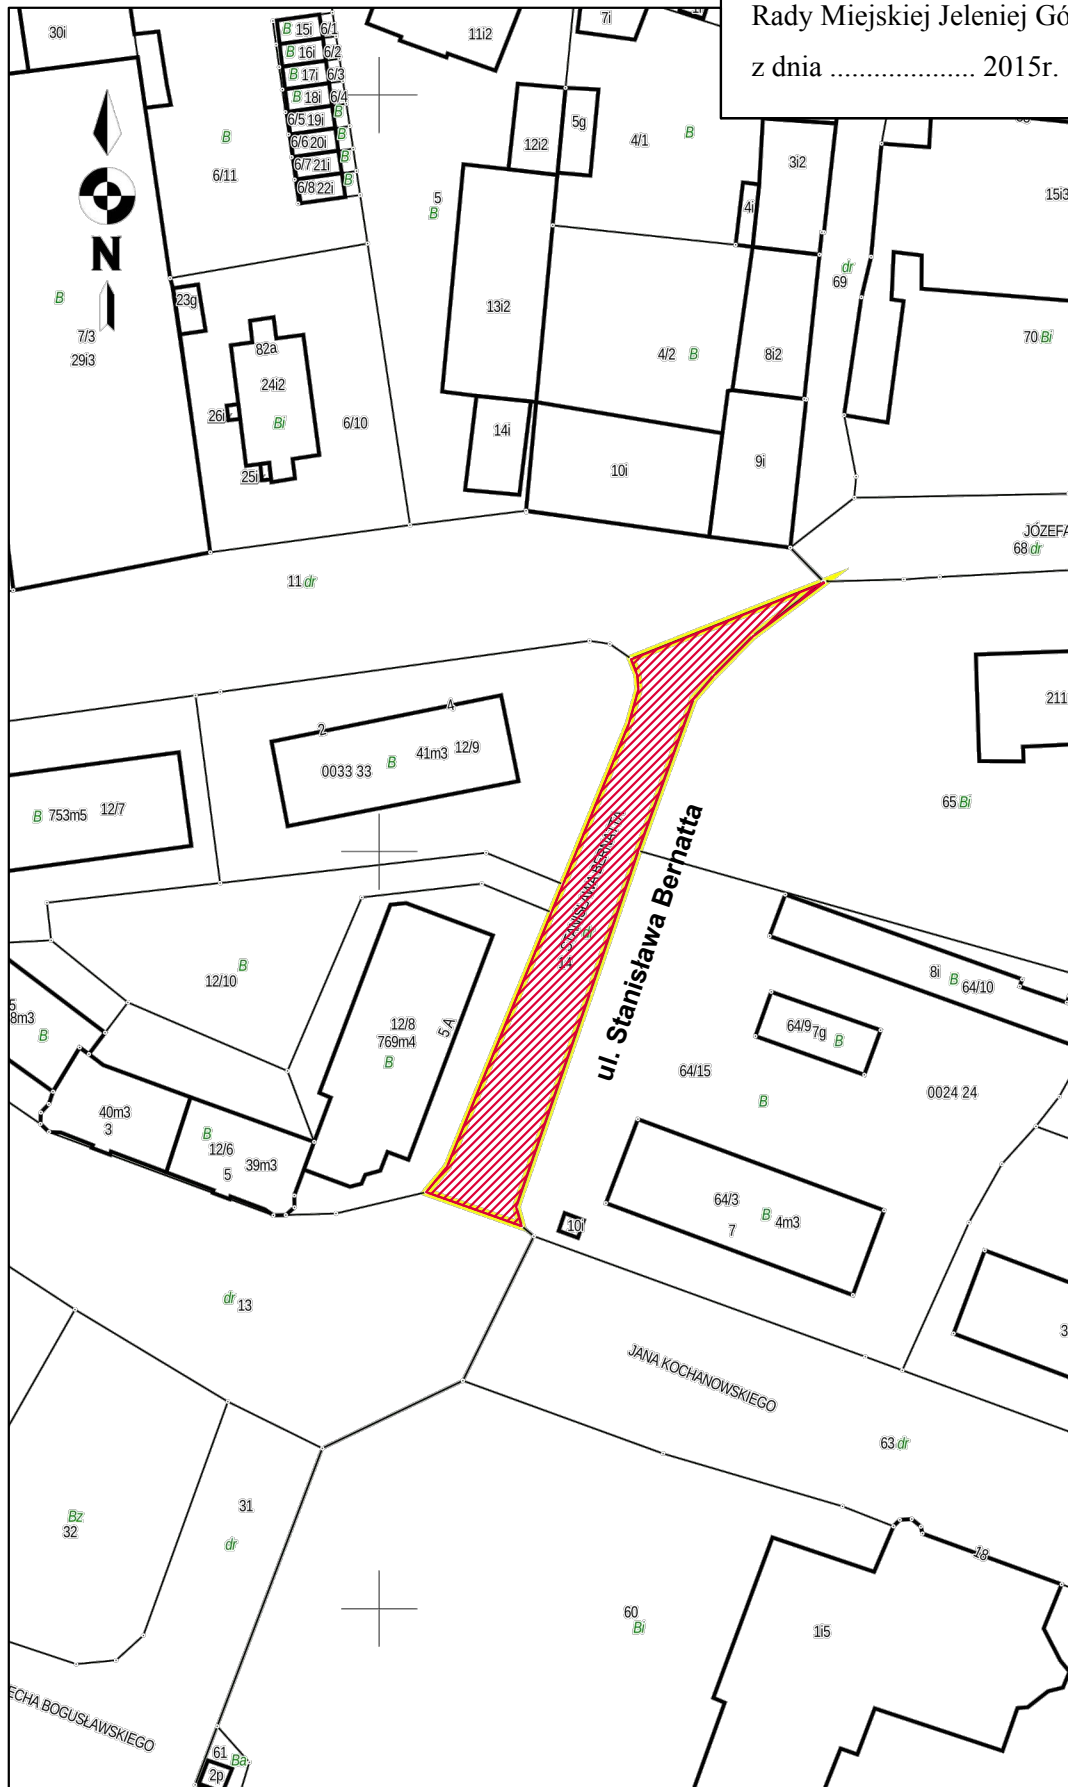 Rady Miejskiej Jeleniej Gó
z dnia .................... 2015r.
30i
B 15i 6/1
B 16i 6/2
B 17i 6/3
B 18i 6/4
6/5 19i B
6/6 20i B
6/7 21i B
6/8 22i B
11i2
7i
5g
12i2
4/1
B
3i2
15i3
B
6/11
5
B
4i
N
B
7/3
29i3
23g
82a
24i2
26i
Bi
25i
6/10
13i2
14i
4/2 B
8i2
dr
69
70 Bi
10i
9i
JÓZEFA
68 dr
11 dr
2
4
0033 33
B
41m3
12/9
B 753m5
12/7
211
65 Bi
STANISŁAWA BERNATTA
dr
14
ul. Stanisława Bernatta
B
12/10
8m3
B
12/8
769m4
B
5 A
8i
B
64/10
64/9
7g
B
64/15
B
0024 24
40m3
3
B
12/6
5
39m3
10i
64/3
7
B 4m3
dr 13
3
JANA KOCHANOWSKIEGO
63 dr
Bz
32
31
dr
18
60
Bi
1i5
ECHA BOGUSŁAWSKIEGO
61
Ba
2p